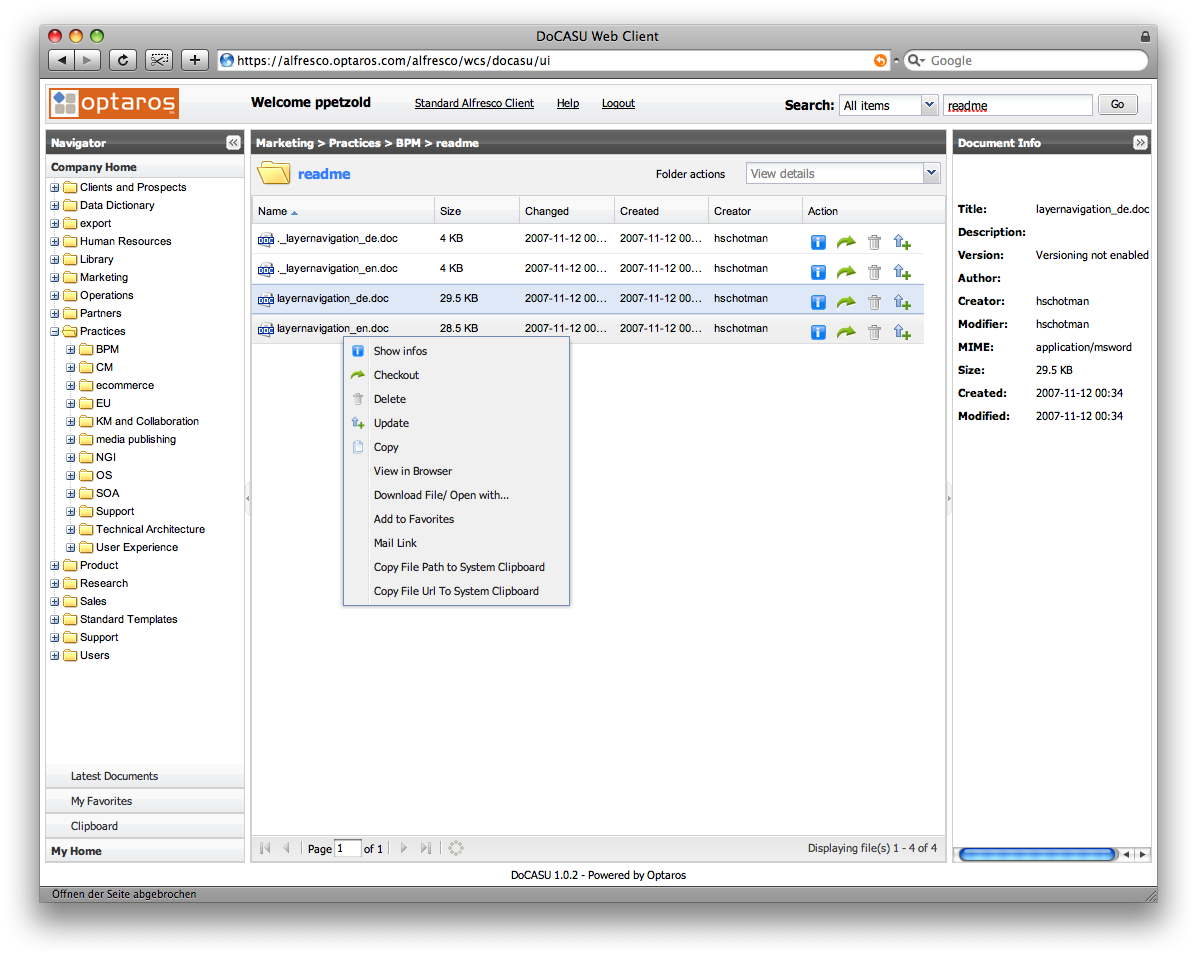 DoCASU Web Client
https://alfresco.optaros.com/alfresco/wcs/docasu/ui
Google
optaros
Welcome ppetzold
Standard Alfresco Client
Help
Logout
Search:
All items
readme
Go
Navigator
Company Home
Clients and Prospects
Data Dictionary
export
Human Resources
Library
Marketing
Operations
Partners
Practices
BPM
CM
ecommerce
EU
KM and Collaboration
media publishing
NGI
OS
SOA
Support
Technical Architecture
User Experience
Product
Research
Sales
Standard Templates
Support
Users
Latest Documents
My Favorites
Clipboard
My Home
Marketing > Practices > BPM > readme
readme
Folder actions
View details
Name Size Changed Created Creator Action
._layernavigation_de.doc 4 KB 2007-11-12 00... 2007-11-12 00... hschotman
._layernavigation_en.doc 4 KB 2007-11-12 00... 2007-11-12 00... hschotman
layernavigation_de.doc 29.5 KB 2007-11-12 00... 2007-11-12 00... hschotman
layernavigation_en.doc 28.5 KB 2007-11-12 00... 2007-11-12 00... hschotman
Show infos
Checkout
Delete
Update
Copy
View in Browser
Download File/ Open with...
Add to Favorites
Mail Link
Copy File Path to System Clipboard
Copy File Url To System Clipboard
Page 1 of 1
Displaying file(s) 1 - 4 of 4
Document Info
Title: layernavigation_de.doc
Description:
Version: Versioning not enabled
Author:
Creator: hschotman
Modifier: hschotman
MIME: application/msword
Size: 29.5 KB
Created: 2007-11-12 00:34
Modified: 2007-11-12 00:34
DoCASU 1.0.2 - Powered by Optaros
Öffnen der Seite abgebrochen